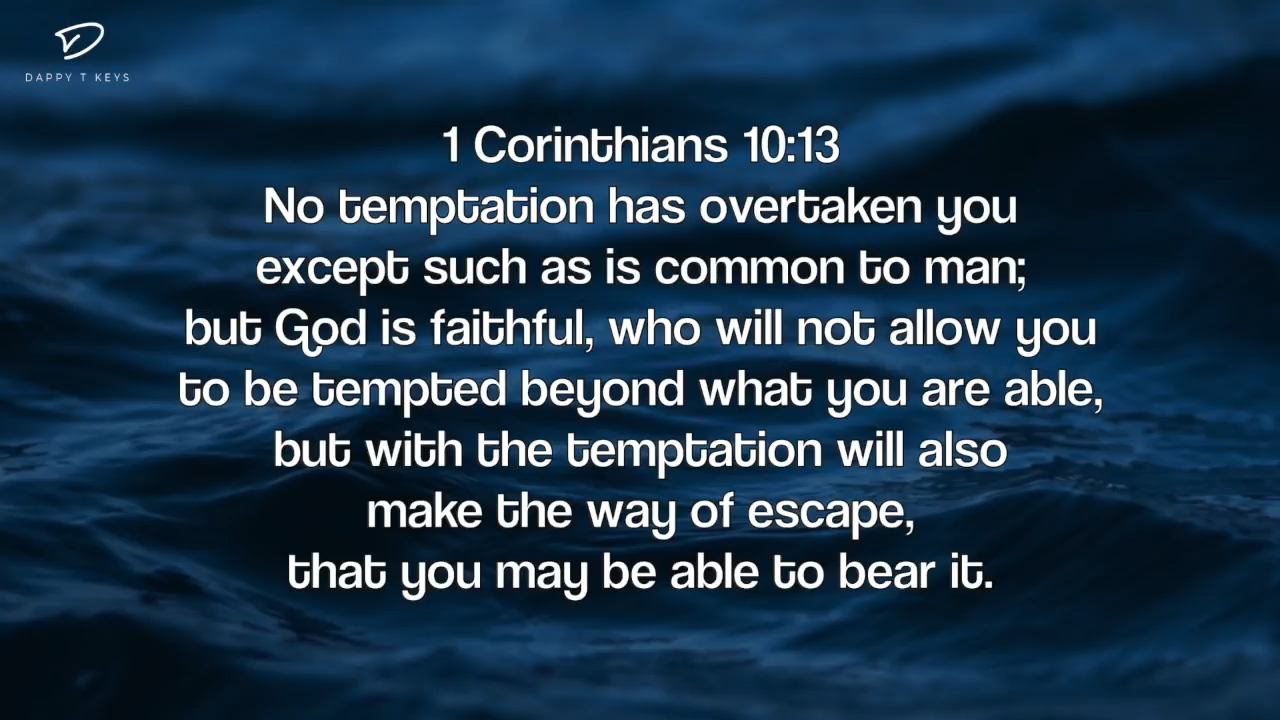 DAPPY T KEYS
1 Corinthians 10:13
No temptation has overtaken you
except such as is common to man;
but God is faithful, who will not allow you
to be tempted beyond what you are able,
but with the temptation will also
make the way of escape,
that you may be able to bear it.